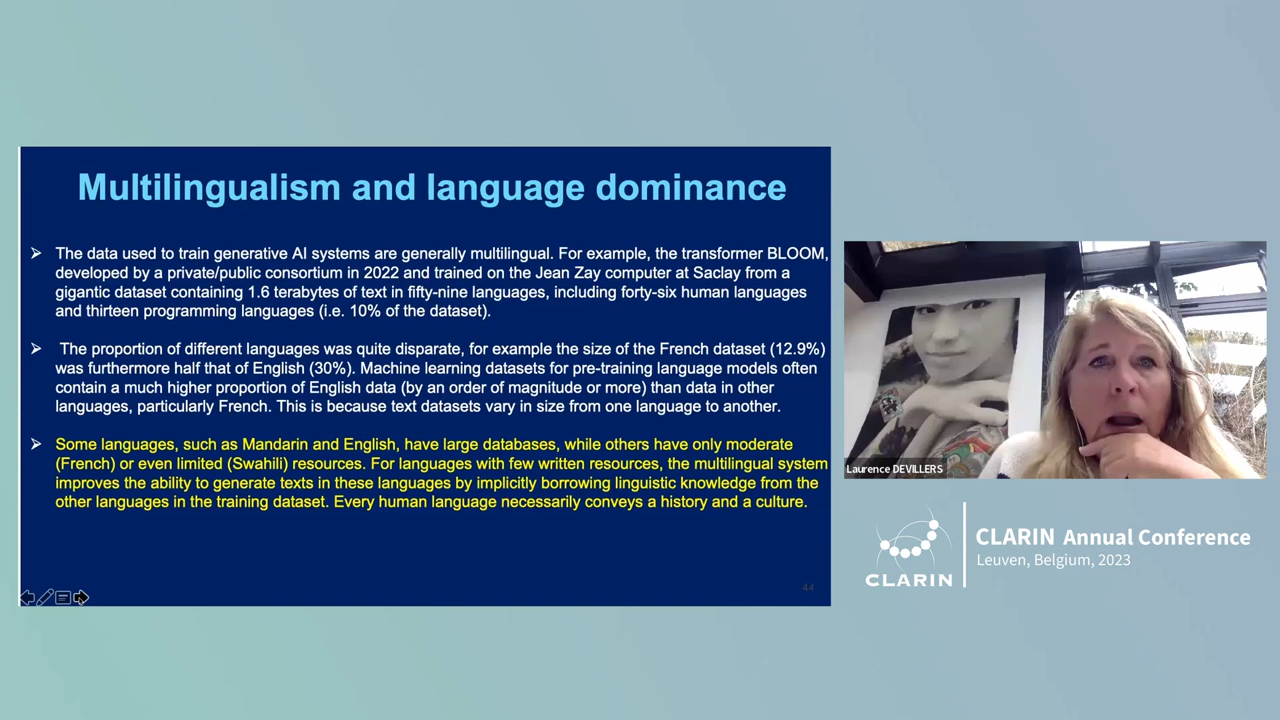 Multilingualism and language dominance
➢ The data used to train generative AI systems are generally multilingual. For example, the transformer BLOOM,
developed by a private/public consortium in 2022 and trained on the Jean Zay computer at Saclay from a
gigantic dataset containing 1.6 terabytes of text in fifty-nine languages, including forty-six human languages
and thirteen programming languages (i.e. 10% of the dataset).
➢ The proportion of different languages was quite disparate, for example the size of the French dataset (12.9%)
was furthermore half that of English (30%). Machine learning datasets for pre-training language models often
contain a much higher proportion of English data (by an order of magnitude or more) than data in other
languages, particularly French. This is because text datasets vary in size from one language to another.
➢ Some languages, such as Mandarin and English, have large databases, while others have only moderate
(French) or even limited (Swahili) resources. For languages with few written resources, the multilingual system
improves the ability to generate texts in these languages by implicitly borrowing linguistic knowledge from the
other languages in the training dataset. Every human language necessarily conveys a history and a culture.
44
Laurence DEVILLERS
CLARIN
CLARIN Annual Conference
Leuven, Belgium, 2023